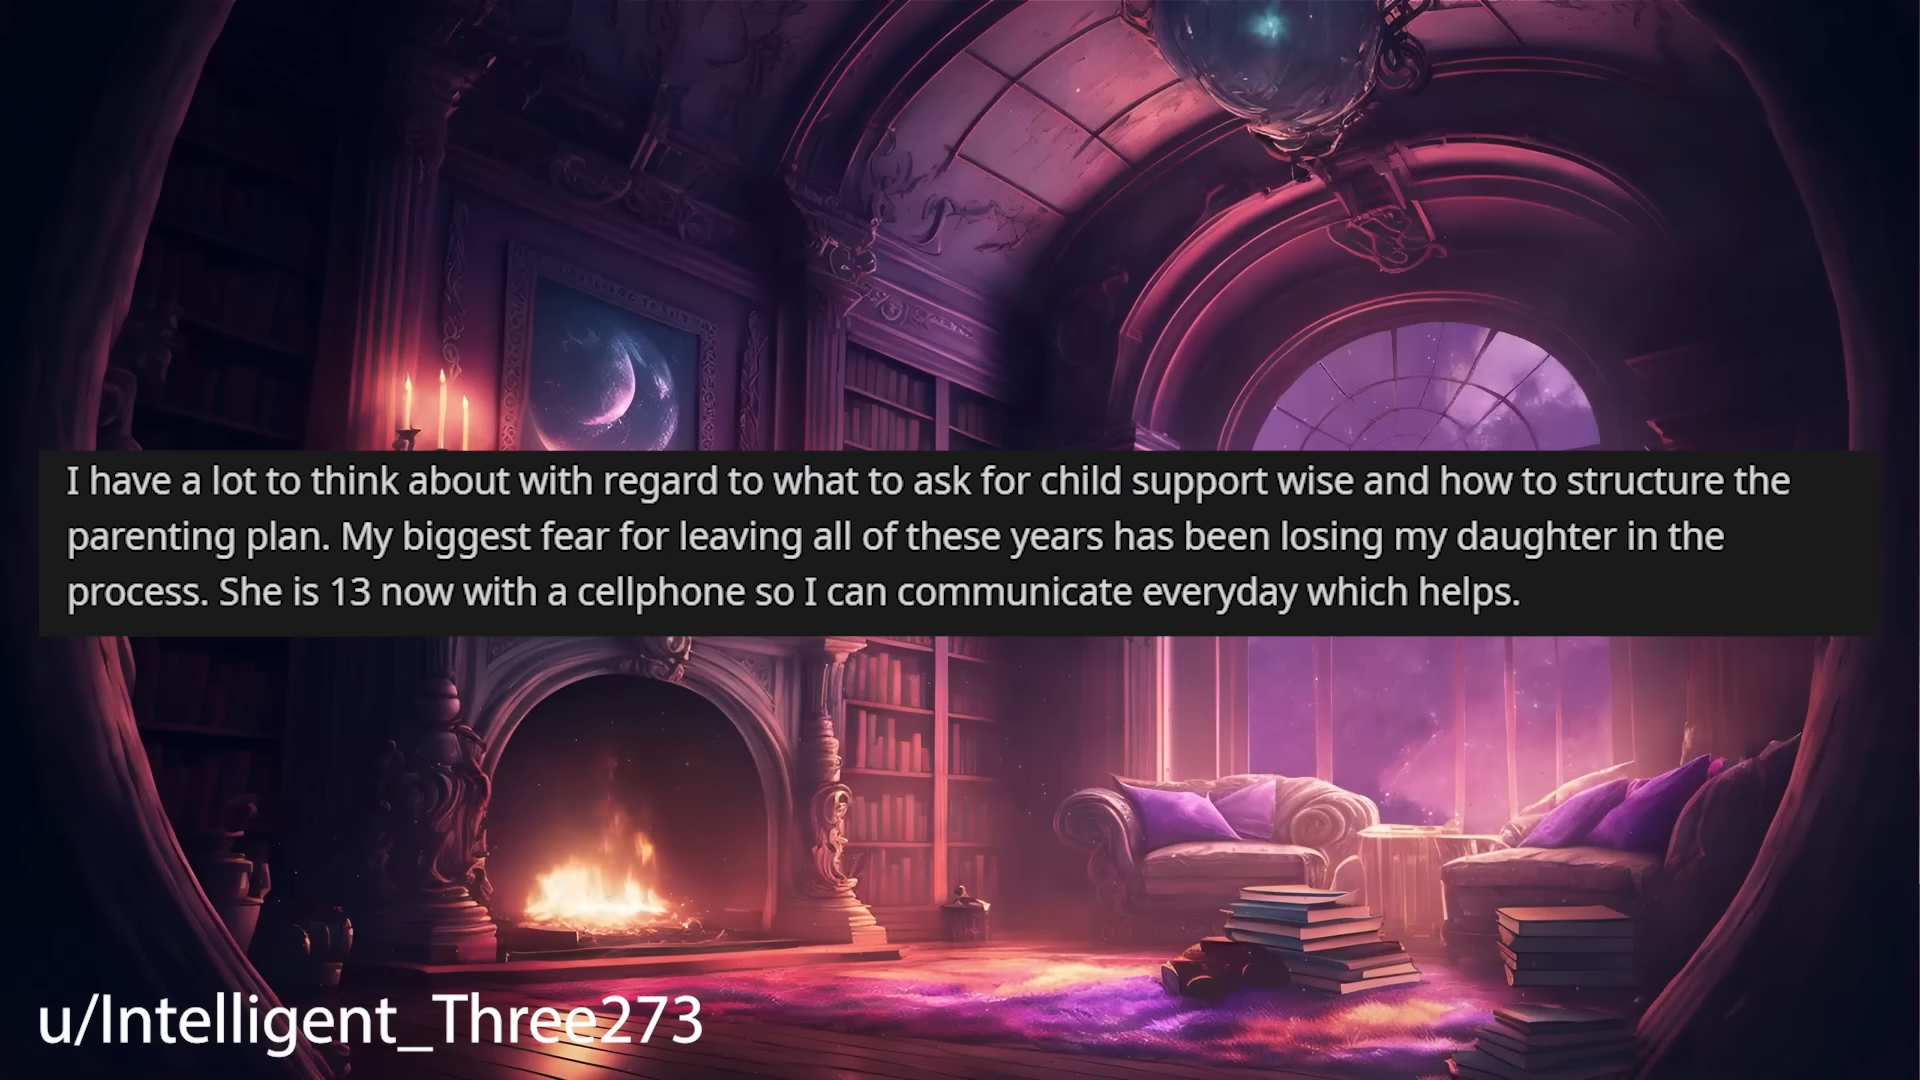 I have a lot to think about with regard to what to ask for child support wise and how to structure the
parenting plan. My biggest fear for leaving all of these years has been losing my daughter in the
process. She is 13 now with a cellphone so I can communicate everyday which helps.
u/Intelligent_Three273